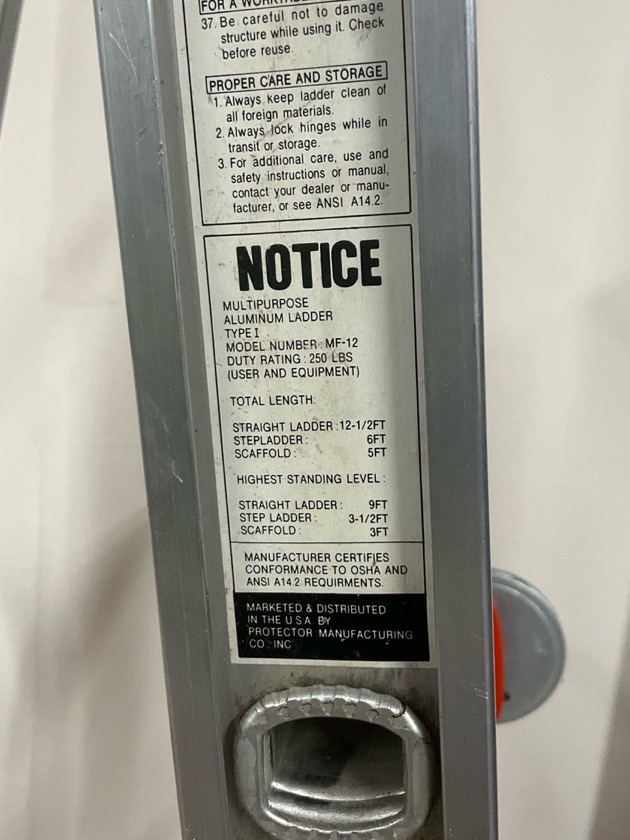 FOR A WORKTABLE
37. Be careful not to damage
structure while using it. Check
before reuse.
PROPER CARE AND STORAGE
1. Always keep ladder clean of
all foreign materials.
2. Always lock hinges while in
transit or storage.
3. For additional care, use and
safety instructions or manual,
contact your dealer or manu-
facturer, or see ANSI A14.2.
NOTICE
MULTIPURPOSE
ALUMINUM LADDER
TYPE I
MODEL NUMBER: MF-12
DUTY RATING: 250 LBS
(USER AND EQUIPMENT)
TOTAL LENGTH:
STRAIGHT LADDER: 12-1/2FT
STEPLADDER: 6FT
SCAFFOLD: 5FT
HIGHEST STANDING LEVEL:
STRAIGHT LADDER: 9FT
STEP LADDER: 3-1/2FT
SCAFFOLD: 3FT
MANUFACTURER CERTIFIES
CONFORMANCE TO OSHA AND
ANSI A14.2 REQUIRMENTS.
MARKETED & DISTRIBUTED
IN THE U S A BY
PROTECTOR MANUFACTURING
CO. INC